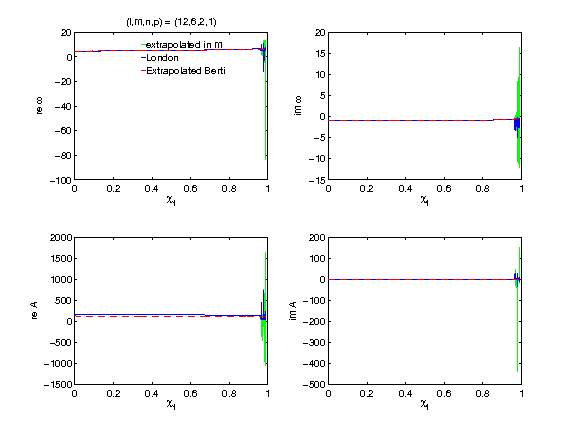 (l,m,n,p) = (12,6,2,1)
extrapolated in M
London
Extrapolated Berti
20
0
−20
−40
−60
−80
−100
re ω
0 0.2 0.4 0.6 0.8 1
χf
20
15
10
5
0
−5
−10
−15
im ω
0 0.2 0.4 0.6 0.8 1
χf
2000
1500
1000
500
0
−500
−1000
−1500
re A
0 0.2 0.4 0.6 0.8 1
χf
200
100
0
−100
−200
−300
−400
−500
im A
0 0.2 0.4 0.6 0.8 1
χf